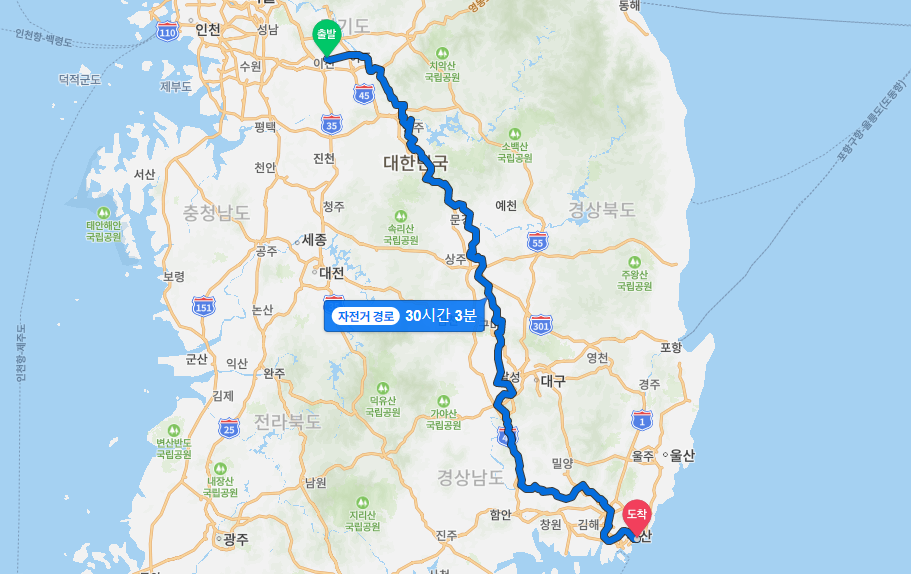 동해
인천
성남
경기도
110
출발
인천항-백령도
수원
이천
치악산
국립공원
덕적군도
제부도
45
35
평택
포항구항-울릉도(도동항)
대한민국
소백산
국립공원
진천
천안
서산
청주
충청남도
태안해안
국립공원
속리산
국립공원
문경
예천
경상북도
세종
55
공주
상주
주왕산
국립공원
대전
보령
151
논산
자전거 경로 30시간 3분
301
인천항-제주도
포항
군산
익산
완주
영천
달성
대구
경주
김제
덕유산
국립공원
가야산
국립공원
전라북도
25
1
변산반도
국립공원
울주
울산
내장산
국립공원
밀양
경상남도
남원
지리산
국립공원
함안
창원
김해
도착
부산
광주
진주